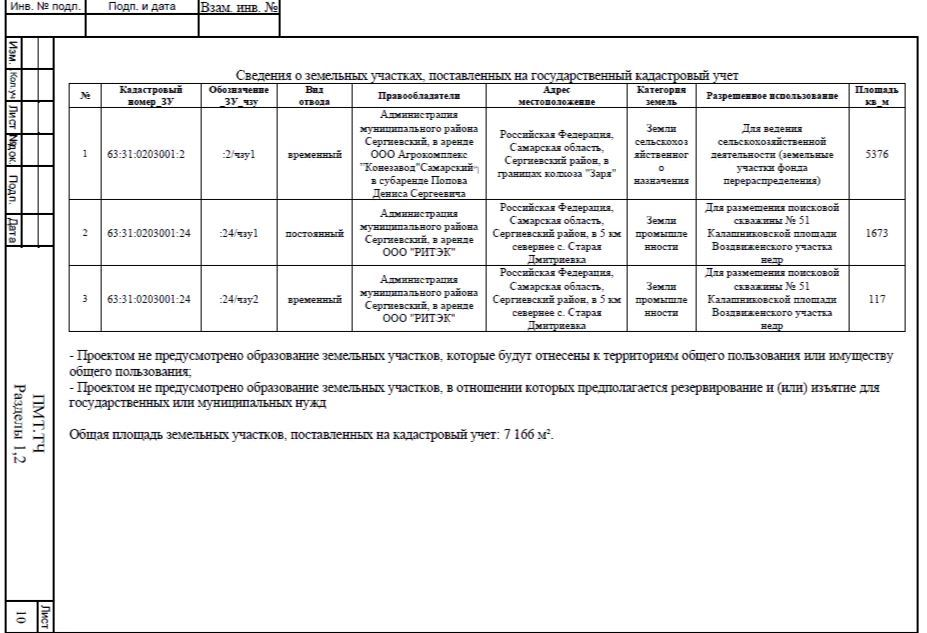 Инв. № подл.
Подп. и дата
Взам. инв. №
Изм.
Кол.уч
Лист
№док.
Подп.
Дата
ПМТ.ТЧ
Разделы 1,2
Лист
10
Сведения о земельных участках, поставленных на государственный кадастровый учет
№
Кадастровый
номер_ЗУ
Обозначение
_ЗУ_чзу
Вид
отвода
Правообладатели
Адрес
местоположение
Категория
земель
Разрешенное использование
Площадь
кв_м
1
63:31:0203001:2
:2/чзу1
временный
Администрация
муниципального района
Сергиевский, в аренде
ООО Агрокомплекс
"Конезавод"Самарский"
в субаренде Попова
Дениса Сергеевича
Российская Федерация,
Самарская область,
Сергиевский район, в
границах колхоза "Заря"
Земли
сельскохоз
яйственног
о
назначения
Для ведения
сельскохозяйственной
деятельности (земельные
участки фонда
перераспределения)
5376
2
63:31:0203001:24
:24/чзу1
постоянный
Администрация
муниципального района
Сергиевский, в аренде
ООО "РИТЭК"
Российская Федерация,
Самарская область,
Сергиевский район, в 5 км
севернее с. Старая
Дмитриевка
Земли
промышле
нности
Для размещения поисковой
скважины № 51
Калашниковской площади
Воздвиженского участка
недр
1673
3
63:31:0203001:24
:24/чзу2
временный
Администрация
муниципального района
Сергиевский, в аренде
ООО "РИТЭК"
Российская Федерация,
Самарская область,
Сергиевский район, в 5 км
севернее с. Старая
Дмитриевка
Земли
промышле
нности
Для размещения поисковой
скважины № 51
Калашниковской площади
Воздвиженского участка
недр
117
- Проектом не предусмотрено образование земельных участков, которые будут отнесены к территориям общего пользования или имуществу
общего пользования;
- Проектом не предусмотрено образование земельных участков, в отношении которых предполагается резервирование и (или) изъятие для
государственных или муниципальных нужд
Общая площадь земельных участков, поставленных на кадастровый учет: 7 166 м².